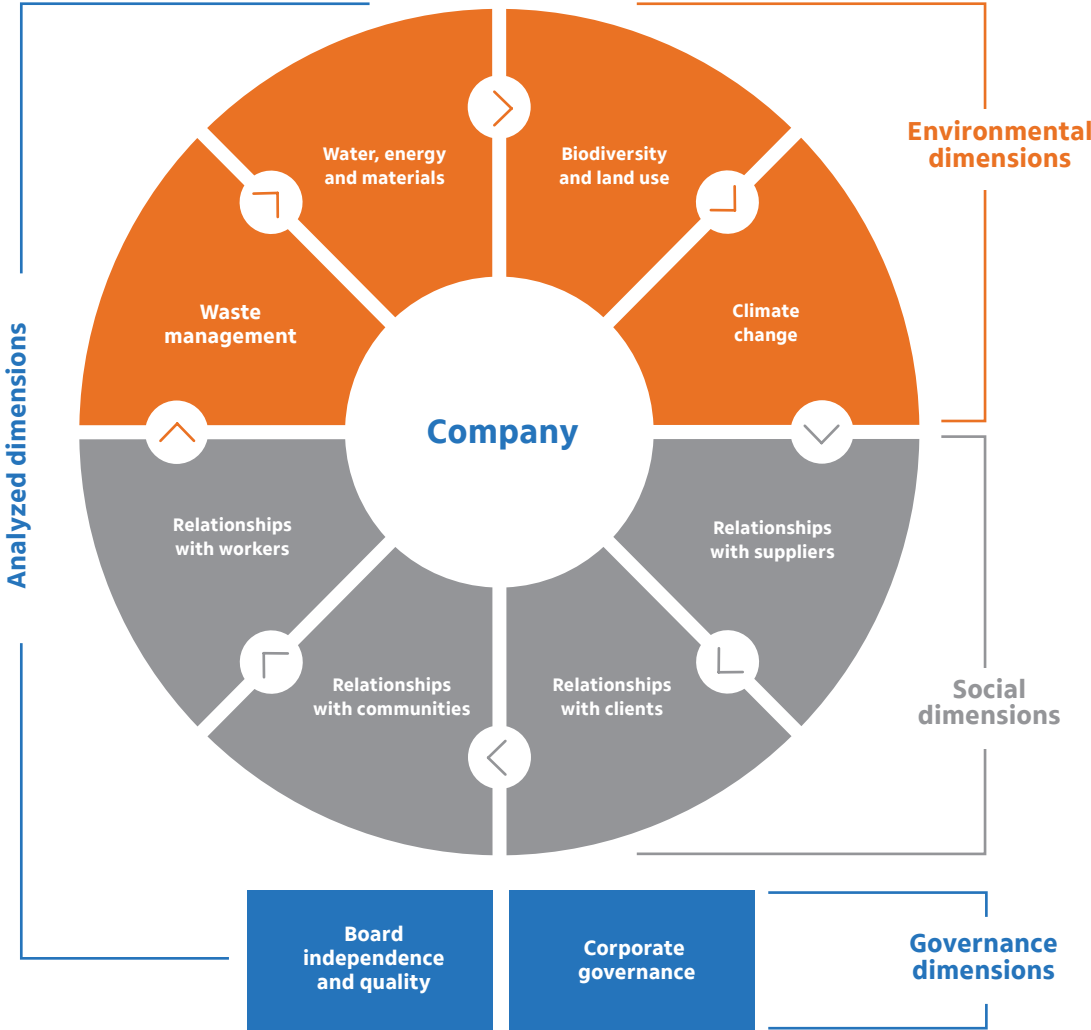 Analyzed dimensions
Water, energy
and materials
Biodiversity
and land use
Environmental
dimensions
Waste
management
Climate
change
Company
Relationships
with workers
Relationships
with suppliers
Relationships
with communities
Relationships
with clients
Social
dimensions
Board
independence
and quality
Corporate
governance
Governance
dimensions